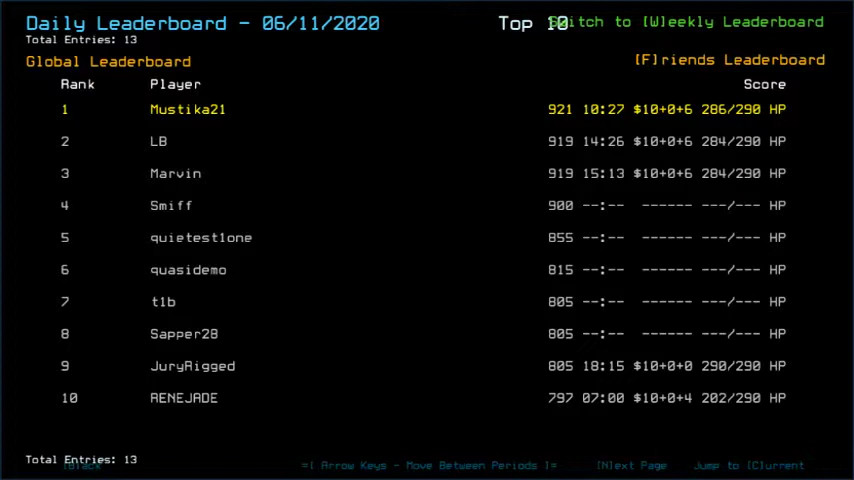 Daily Leaderboard - 06/11/2020 Top 10 Switch to [W]eekly Leaderboard
Total Entries: 13
Global Leaderboard [F]riends Leaderboard
Rank Player Score
1 Mustika21 921 10:27 $10+0+6 286/290 HP
2 LB 919 14:26 $10+0+6 284/290 HP
3 Marvin 919 15:13 $10+0+6 284/290 HP
4 Smiff 900 --:-- ------ ---/--- HP
5 quietest1one 855 --:-- ------ ---/--- HP
6 quasidemo 815 --:-- ------ ---/--- HP
7 t1b 805 --:-- ------ ---/--- HP
8 Sapper28 805 --:-- ------ ---/--- HP
9 JuryRigged 805 18:15 $10+0+0 290/290 HP
10 RENEJADE 797 07:00 $10+0+4 202/290 HP
Total Entries: 13
[B]ack =[ Arrow Keys - Move Between Periods ]= [N]ext Page Jump to [C]urrent